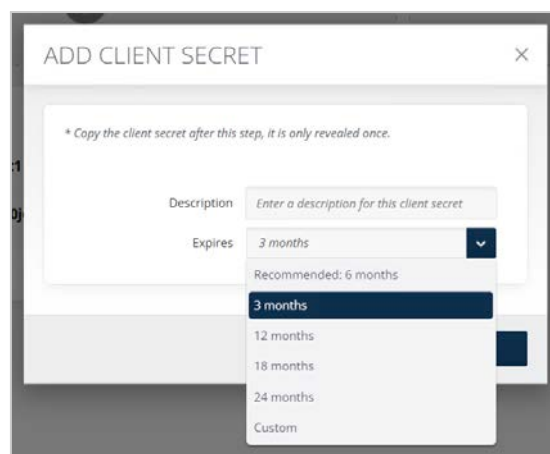 ADD CLIENT SECRET
* Copy the client secret after this step, it is only revealed once.
Description
Enter a description for this client secret
Expires
3 months
Recommended: 6 months
3 months
12 months
18 months
24 months
Custom